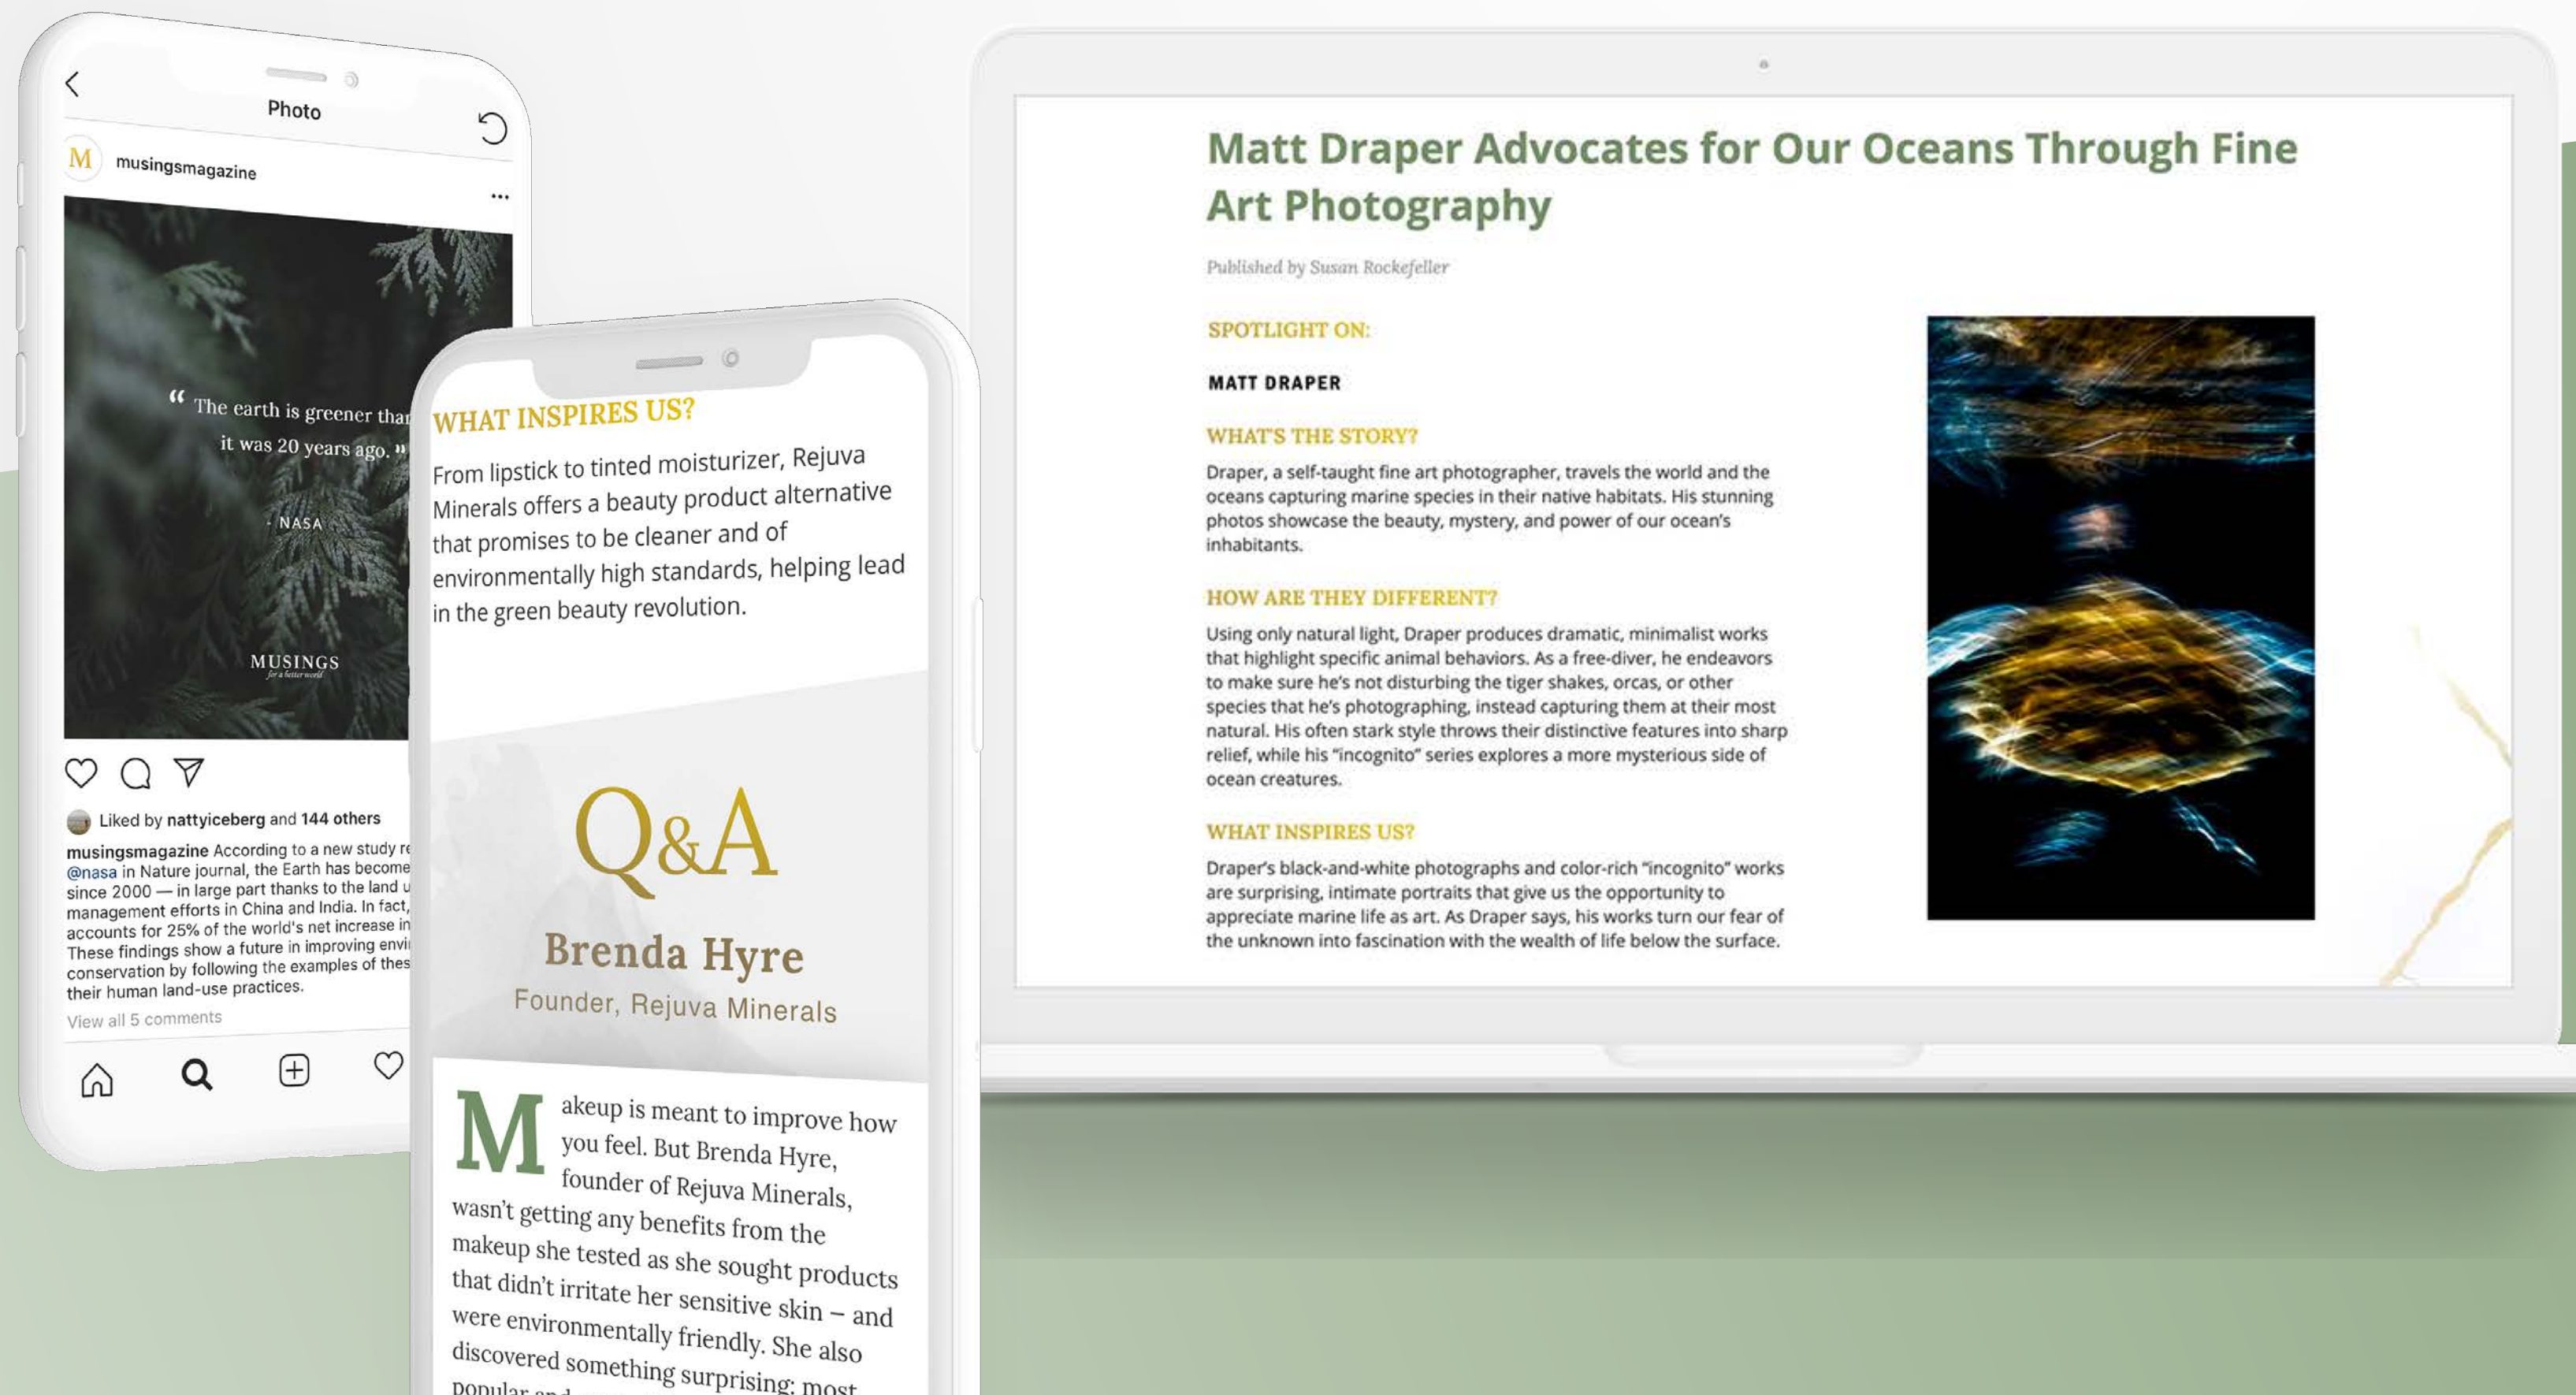 Photo
M
musingsmagazine
“ The earth is greener than
it was 20 years ago. ”
- NASA
MUSINGS
for a better world
Liked by nattyiceberg and 144 others
musingsmagazine According to a new study
@nasa in Nature journal, the Earth has become
since 2000 — in large part thanks to the land
management efforts in China and India. In fact,
accounts for 25% of the world's net increase in
These findings show a future in improving
conservation by following the examples of
their human land-use practices.
View all 5 comments
WHAT INSPIRES US?
From lipstick to tinted moisturizer, Rejuva
Minerals offers a beauty product alternative
that promises to be cleaner and of
environmentally high standards, helping lead
in the green beauty revolution.
Q&A
Brenda Hyre
Founder, Rejuva Minerals
Makeup is meant to improve how
you feel. But Brenda Hyre,
founder of Rejuva Minerals,
wasn’t getting any benefits from the
makeup she tested as she sought products
that didn’t irritate her sensitive skin – and
were environmentally friendly. She also
discovered something surprising: most
popular
Matt Draper Advocates for Our Oceans Through Fine
Art Photography
Published by Susan Rockefeller
SPOTLIGHT ON:
MATT DRAPER
WHAT'S THE STORY?
Draper, a self-taught fine art photographer, travels the world and the
oceans capturing marine species in their native habitats. His stunning
photos showcase the beauty, mystery, and power of our ocean’s
inhabitants.
HOW ARE THEY DIFFERENT?
Using only natural light, Draper produces dramatic, minimalist works
that highlight specific animal behaviors. As a free-diver, he endeavors
to make sure he’s not disturbing the tiger shakes, orcas, or other
species that he’s photographing, instead capturing them at their most
natural. His often stark style throws their distinctive features into sharp
relief, while his “incognito” series explores a more mysterious side of
ocean creatures.
WHAT INSPIRES US?
Draper’s black-and-white photographs and color-rich “incognito” works
are surprising, intimate portraits that give us the opportunity to
appreciate marine life as art. As Draper says, his works turn our fear of
the unknown into fascination with the wealth of life below the surface.